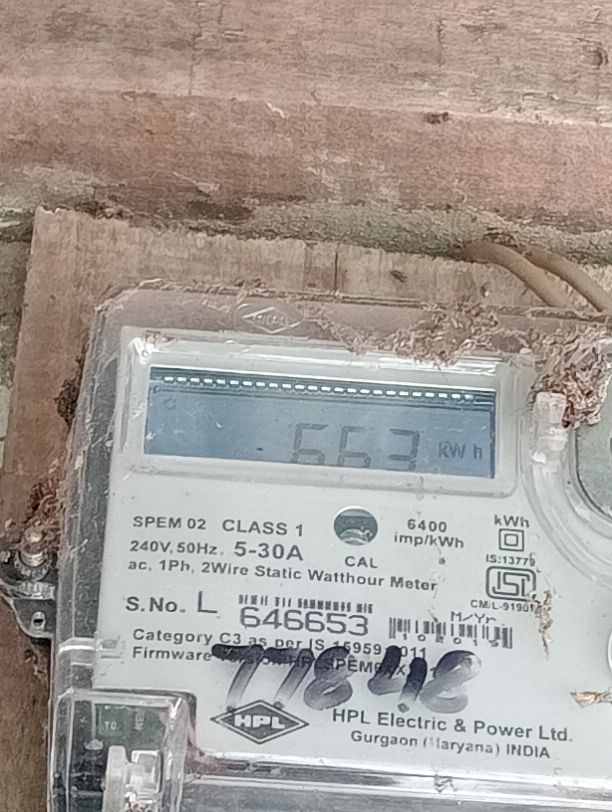 663 kWh
SPEM 02 CLASS 1
240V, 50Hz, 5-30A
ac, 1Ph, 2Wire Static Watthour Meter
CAL
6400
imp/kWh
kWh
IS:13779
CM/L-9190
S.No. L 646653
M/Yr
Category C3 as per IS 15959 2011
Firmware
77848
HPL
HPL Electric & Power Ltd.
Gurgaon (Haryana) INDIA